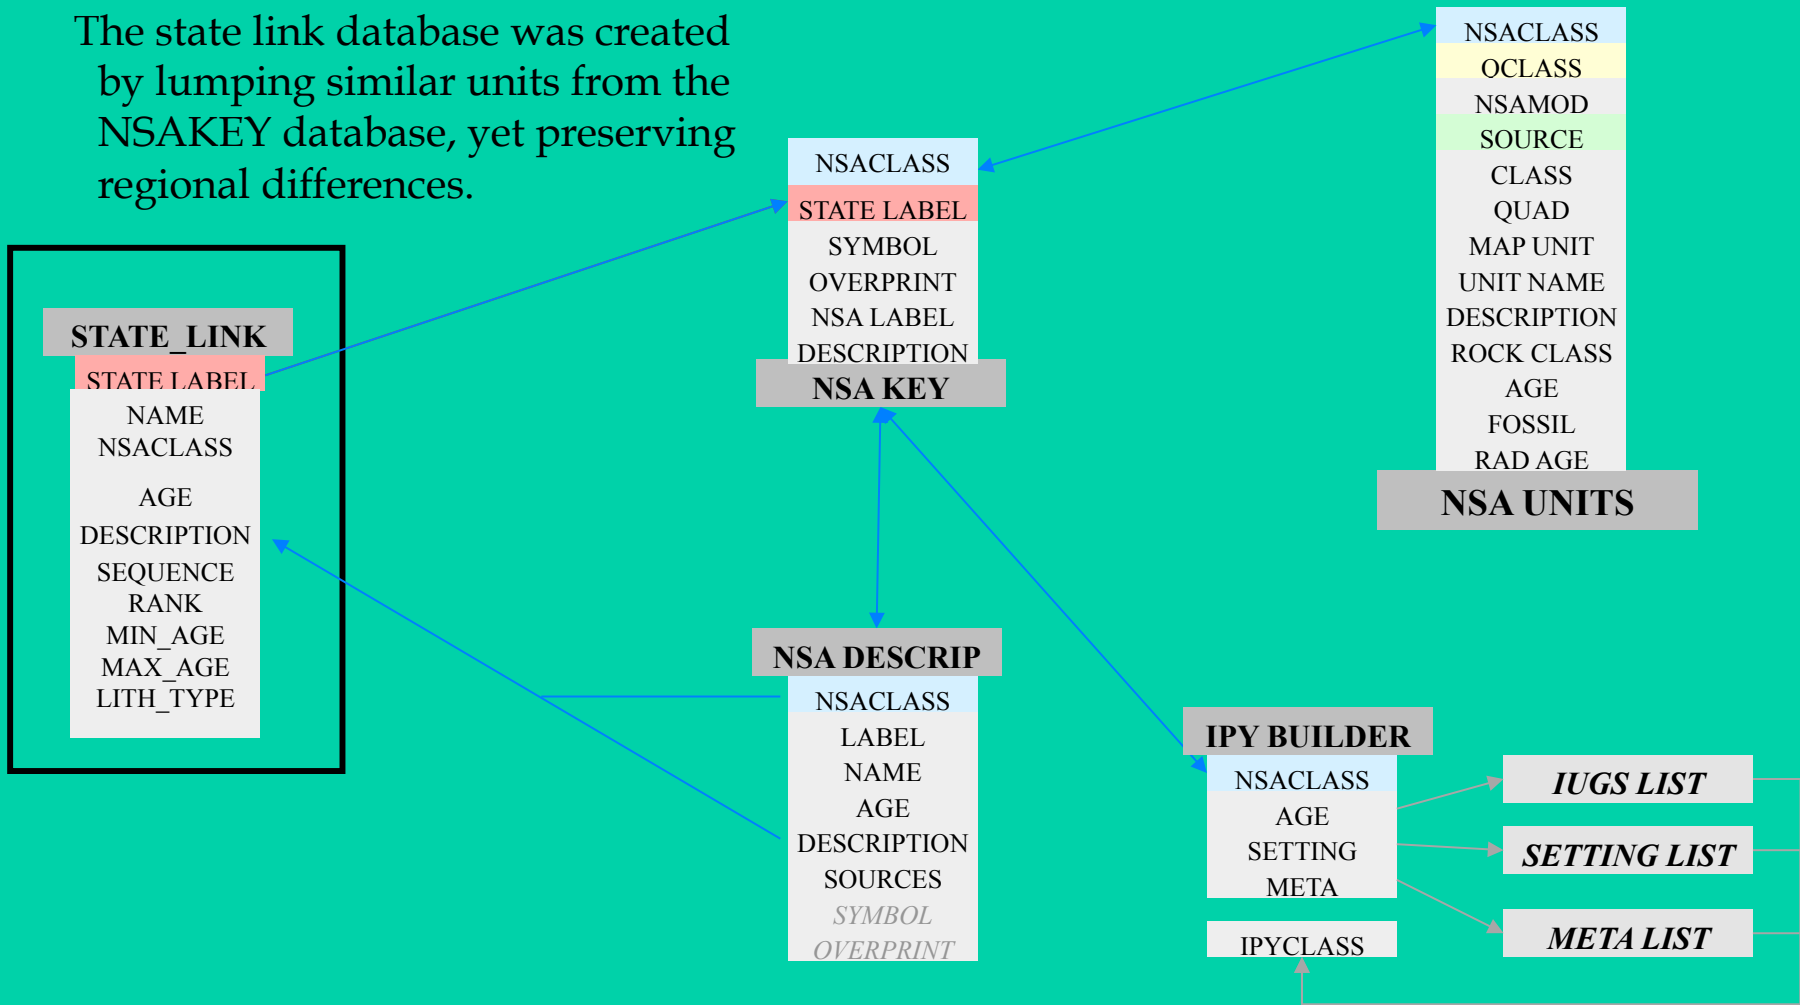 The state link database was created
by lumping similar units from the
NSAKEY database, yet preserving
regional differences.
STATE_LINK
STATE LABEL
NAME
NSACLASS
AGE
DESCRIPTION
SEQUENCE
RANK
MIN_AGE
MAX_AGE
LITH_TYPE
NSACLASS
STATE LABEL
SYMBOL
OVERPRINT
NSA LABEL
DESCRIPTION
NSA KEY
NSA DESCRIP
NSACLASS
LABEL
NAME
AGE
DESCRIPTION
SOURCES
SYMBOL
OVERPRINT
NSACLASS
QCLASS
NSAMOD
SOURCE
CLASS
QUAD
MAP UNIT
UNIT NAME
DESCRIPTION
ROCK CLASS
AGE
FOSSIL
RAD AGE
NSA UNITS
IPY BUILDER
NSACLASS
AGE
SETTING
META
IPYCLASS
IUGS LIST
SETTING LIST
META LIST